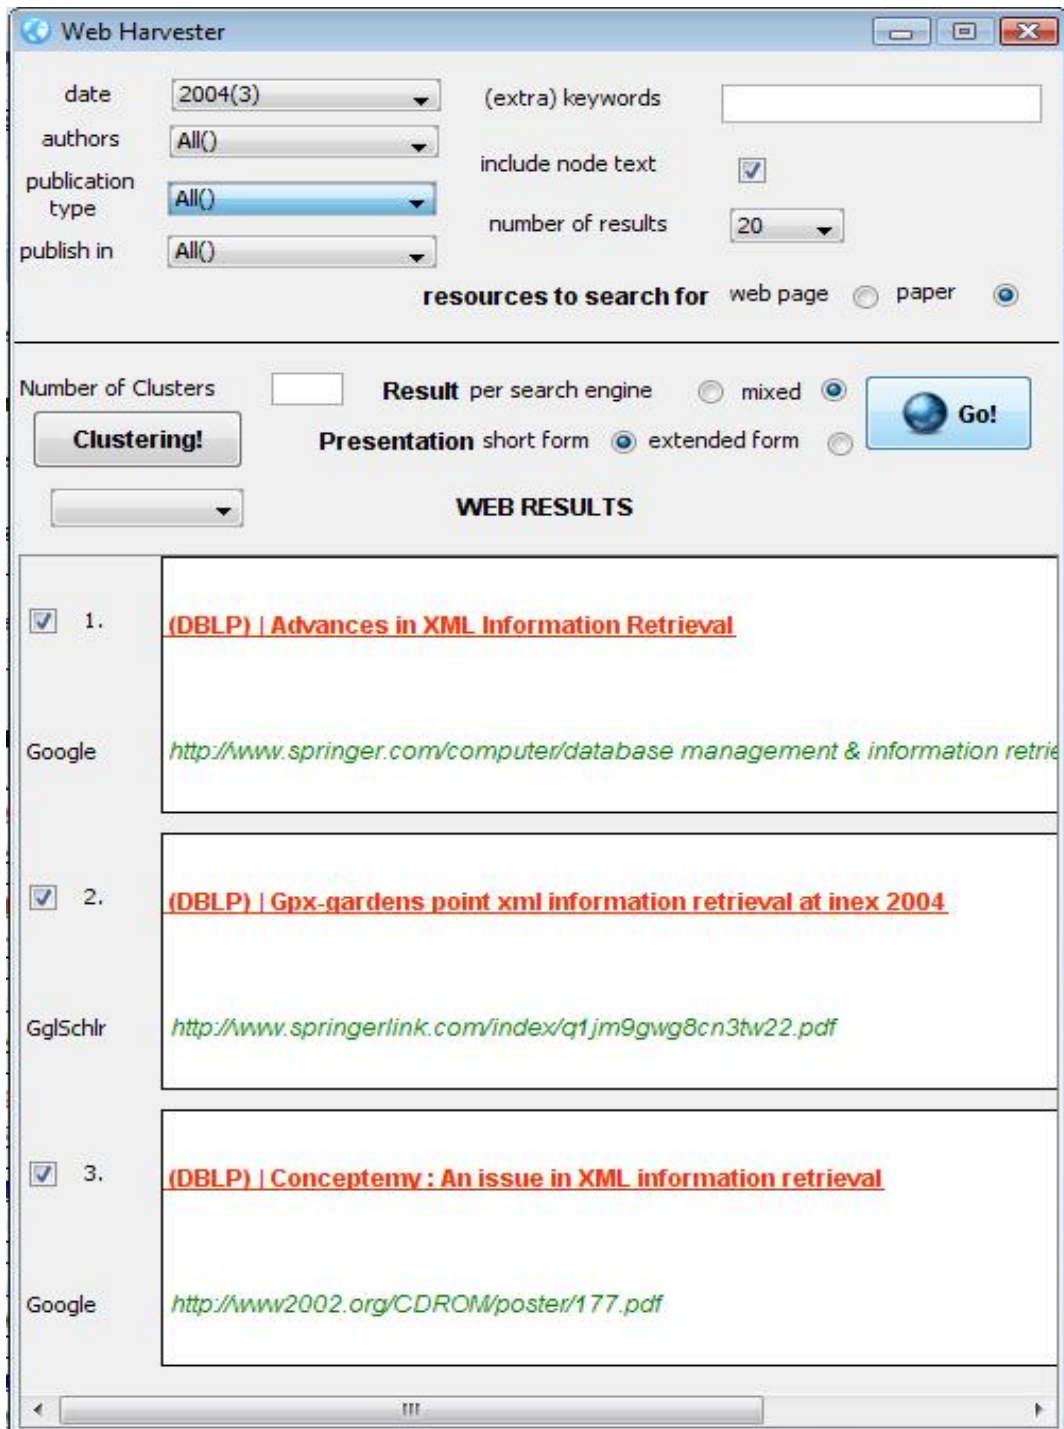 Web Harvester
date 2004(3) (extra) keywords
authors All()
include node text
publication
type All()
number of results 20
publish in All()
resources to search for web page paper
Number of Clusters Result per search engine mixed
Go!
Clustering! Presentation short form extended form
WEB RESULTS
1. (DBLP) | Advances in XML Information Retrieval
Google http://www.springer.com/computer/database management & information retrie
2. (DBLP) | Gpx-gardens point xml information retrieval at inex 2004
GglSchlr http://www.springerlink.com/index/q1jm9gwg8cn3tw22.pdf
3. (DBLP) | Conceptemy : An issue in XML information retrieval
Google http://www2002.org/CDROM/poster/177.pdf